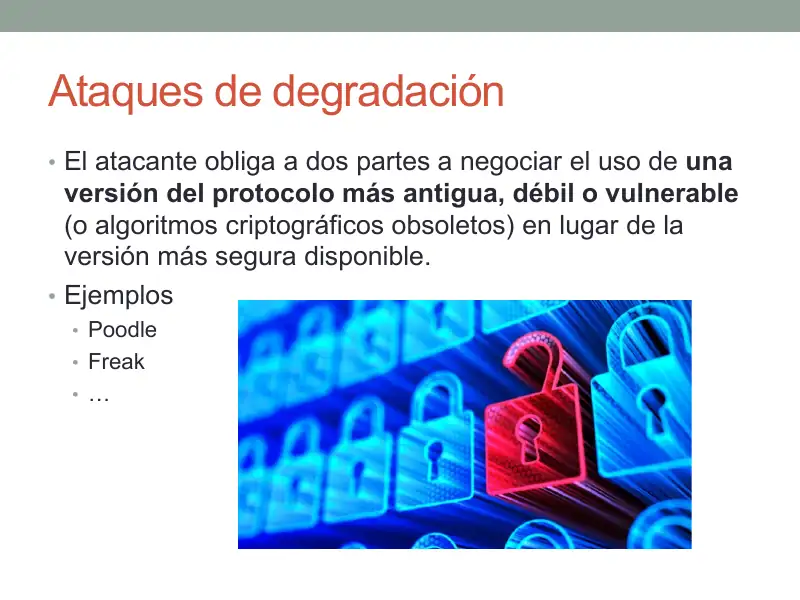 Ataques de degradación
• El atacante obliga a dos partes a negociar el uso de una
versión del protocolo más antigua, débil o vulnerable
(o algoritmos criptográficos obsoletos) en lugar de la
versión más segura disponible.
• Ejemplos
• Poodle
• Freak
• …